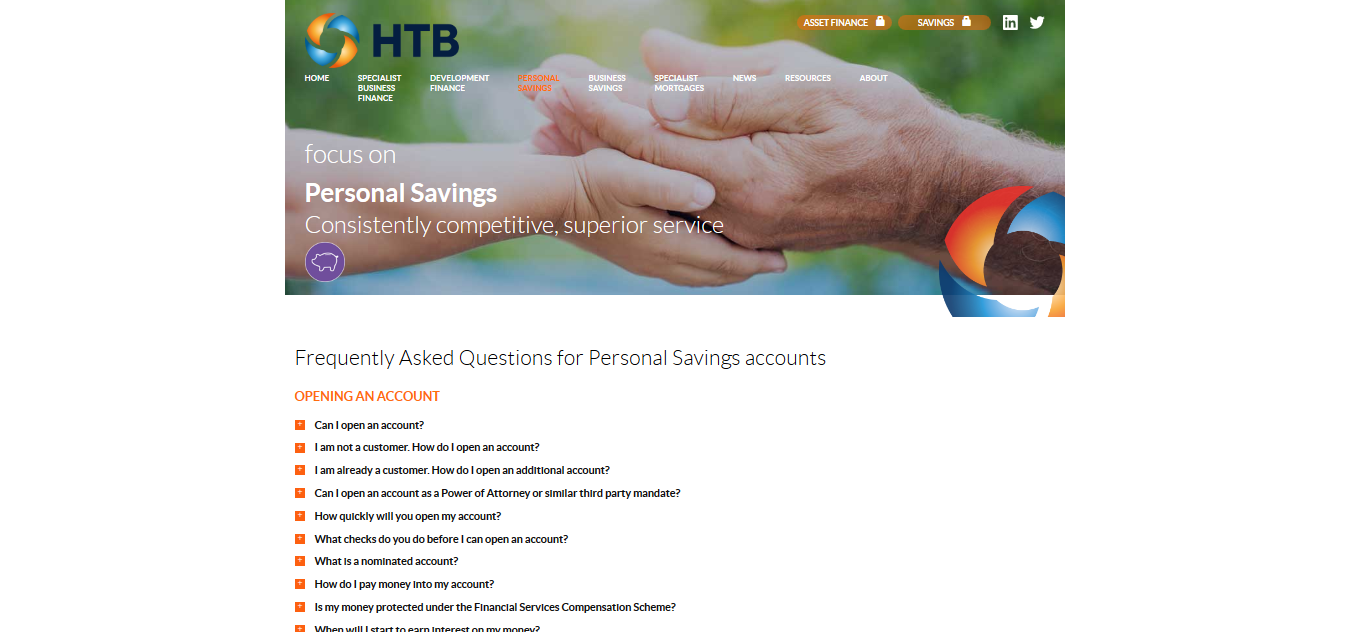 HTB
ASSET FINANCE
SAVINGS
in
HOME
SPECIALIST
BUSINESS
FINANCE
DEVELOPMENT
FINANCE
PERSONAL
SAVINGS
BUSINESS
SAVINGS
SPECIALIST
MORTGAGES
NEWS
RESOURCES
ABOUT
focus on
Personal Savings
Consistently competitive, superior service
Frequently Asked Questions for Personal Savings accounts
OPENING AN ACCOUNT
+ Can I open an account?
+ I am not a customer. How do I open an account?
+ I am already a customer. How do I open an additional account?
+ Can I open an account as a Power of Attorney or similar third party mandate?
+ How quickly will you open my account?
+ What checks do you do before I can open an account?
+ What is a nominated account?
+ How do I pay money into my account?
+ Is my money protected under the Financial Services Compensation Scheme?
+ When will I start to earn interest on my money?